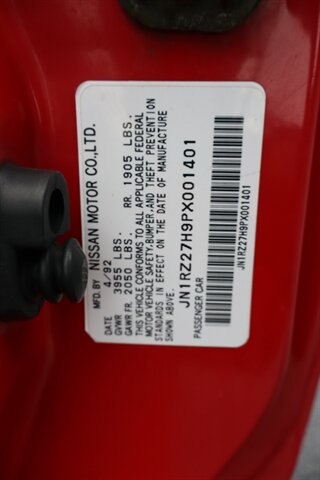 MFD. BY NISSAN MOTOR CO., LTD.
DATE 4/92
GVWR 3955 LBS.
GAWR FR. 2050 LBS. RR. 1905 LBS.
THIS VEHICLE CONFORMS TO ALL APPLICABLE FEDERAL
MOTOR VEHICLE SAFETY, BUMPER, AND THEFT PREVENTION
STANDARDS IN EFFECT ON THE DATE OF MANUFACTURE
SHOWN ABOVE.
JN1RZ27H9PX001401
PASSENGER CAR
JN1RZ27H9PX001401